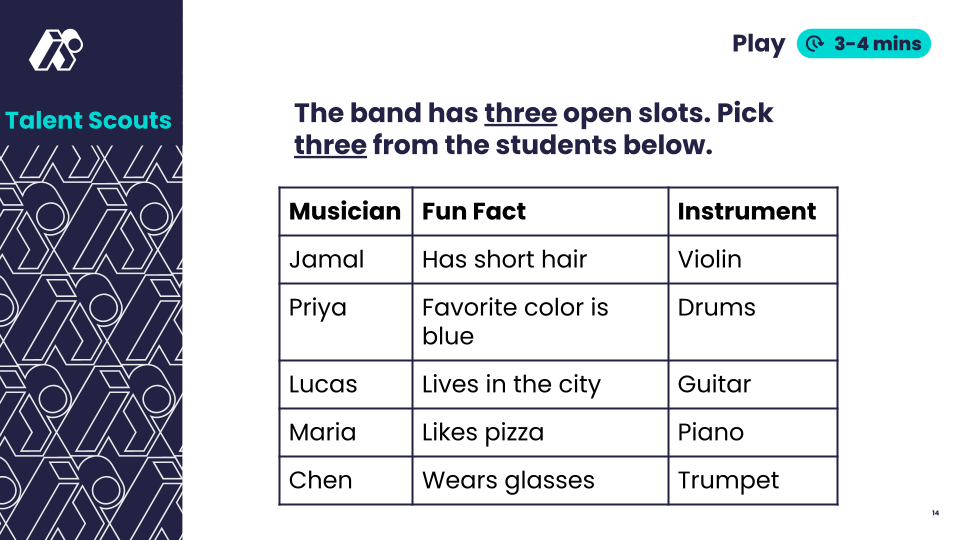 Play 3-4 mins
Talent Scouts
The band has three open slots. Pick
three from the students below.
Musician Fun Fact Instrument
Jamal Has short hair Violin
Priya Favorite color is Drums
blue
Lucas Lives in the city Guitar
Maria Likes pizza Piano
Chen Wears glasses Trumpet
14